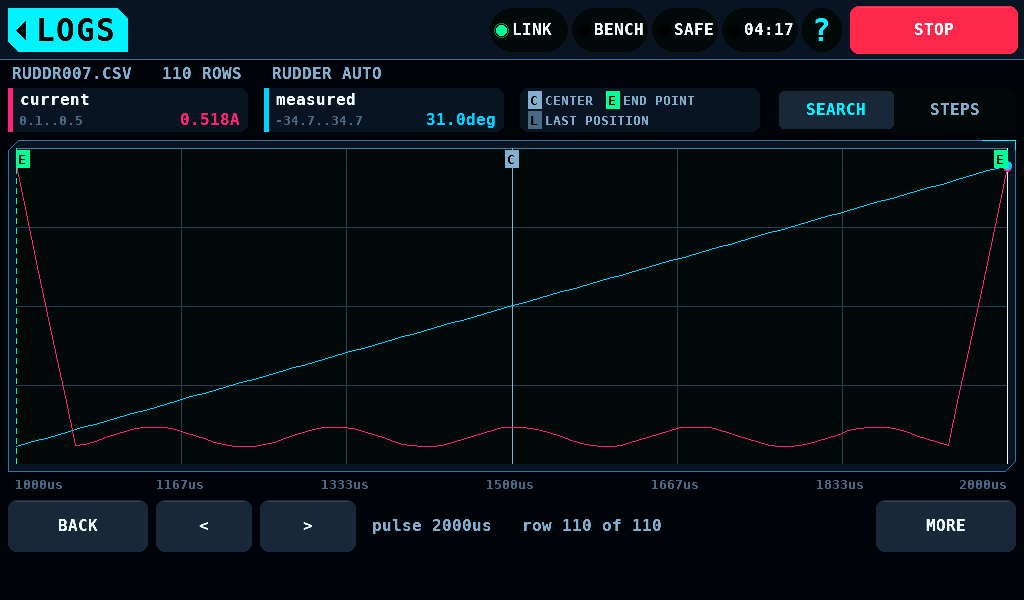 LOGS
LINK
BENCH
SAFE
04:17
?
STOP
RUDDR007.CSV 110 ROWS RUDDER AUTO
current
0.1..0.5 0.518A
measured
-34.7..34.7 31.0deg
C CENTER E END POINT
L LAST POSITION
SEARCH
STEPS
E
C
E
1000us 1167us 1333us 1500us 1667us 1833us 2000us
BACK
<
>
pulse 2000us row 110 of 110
MORE